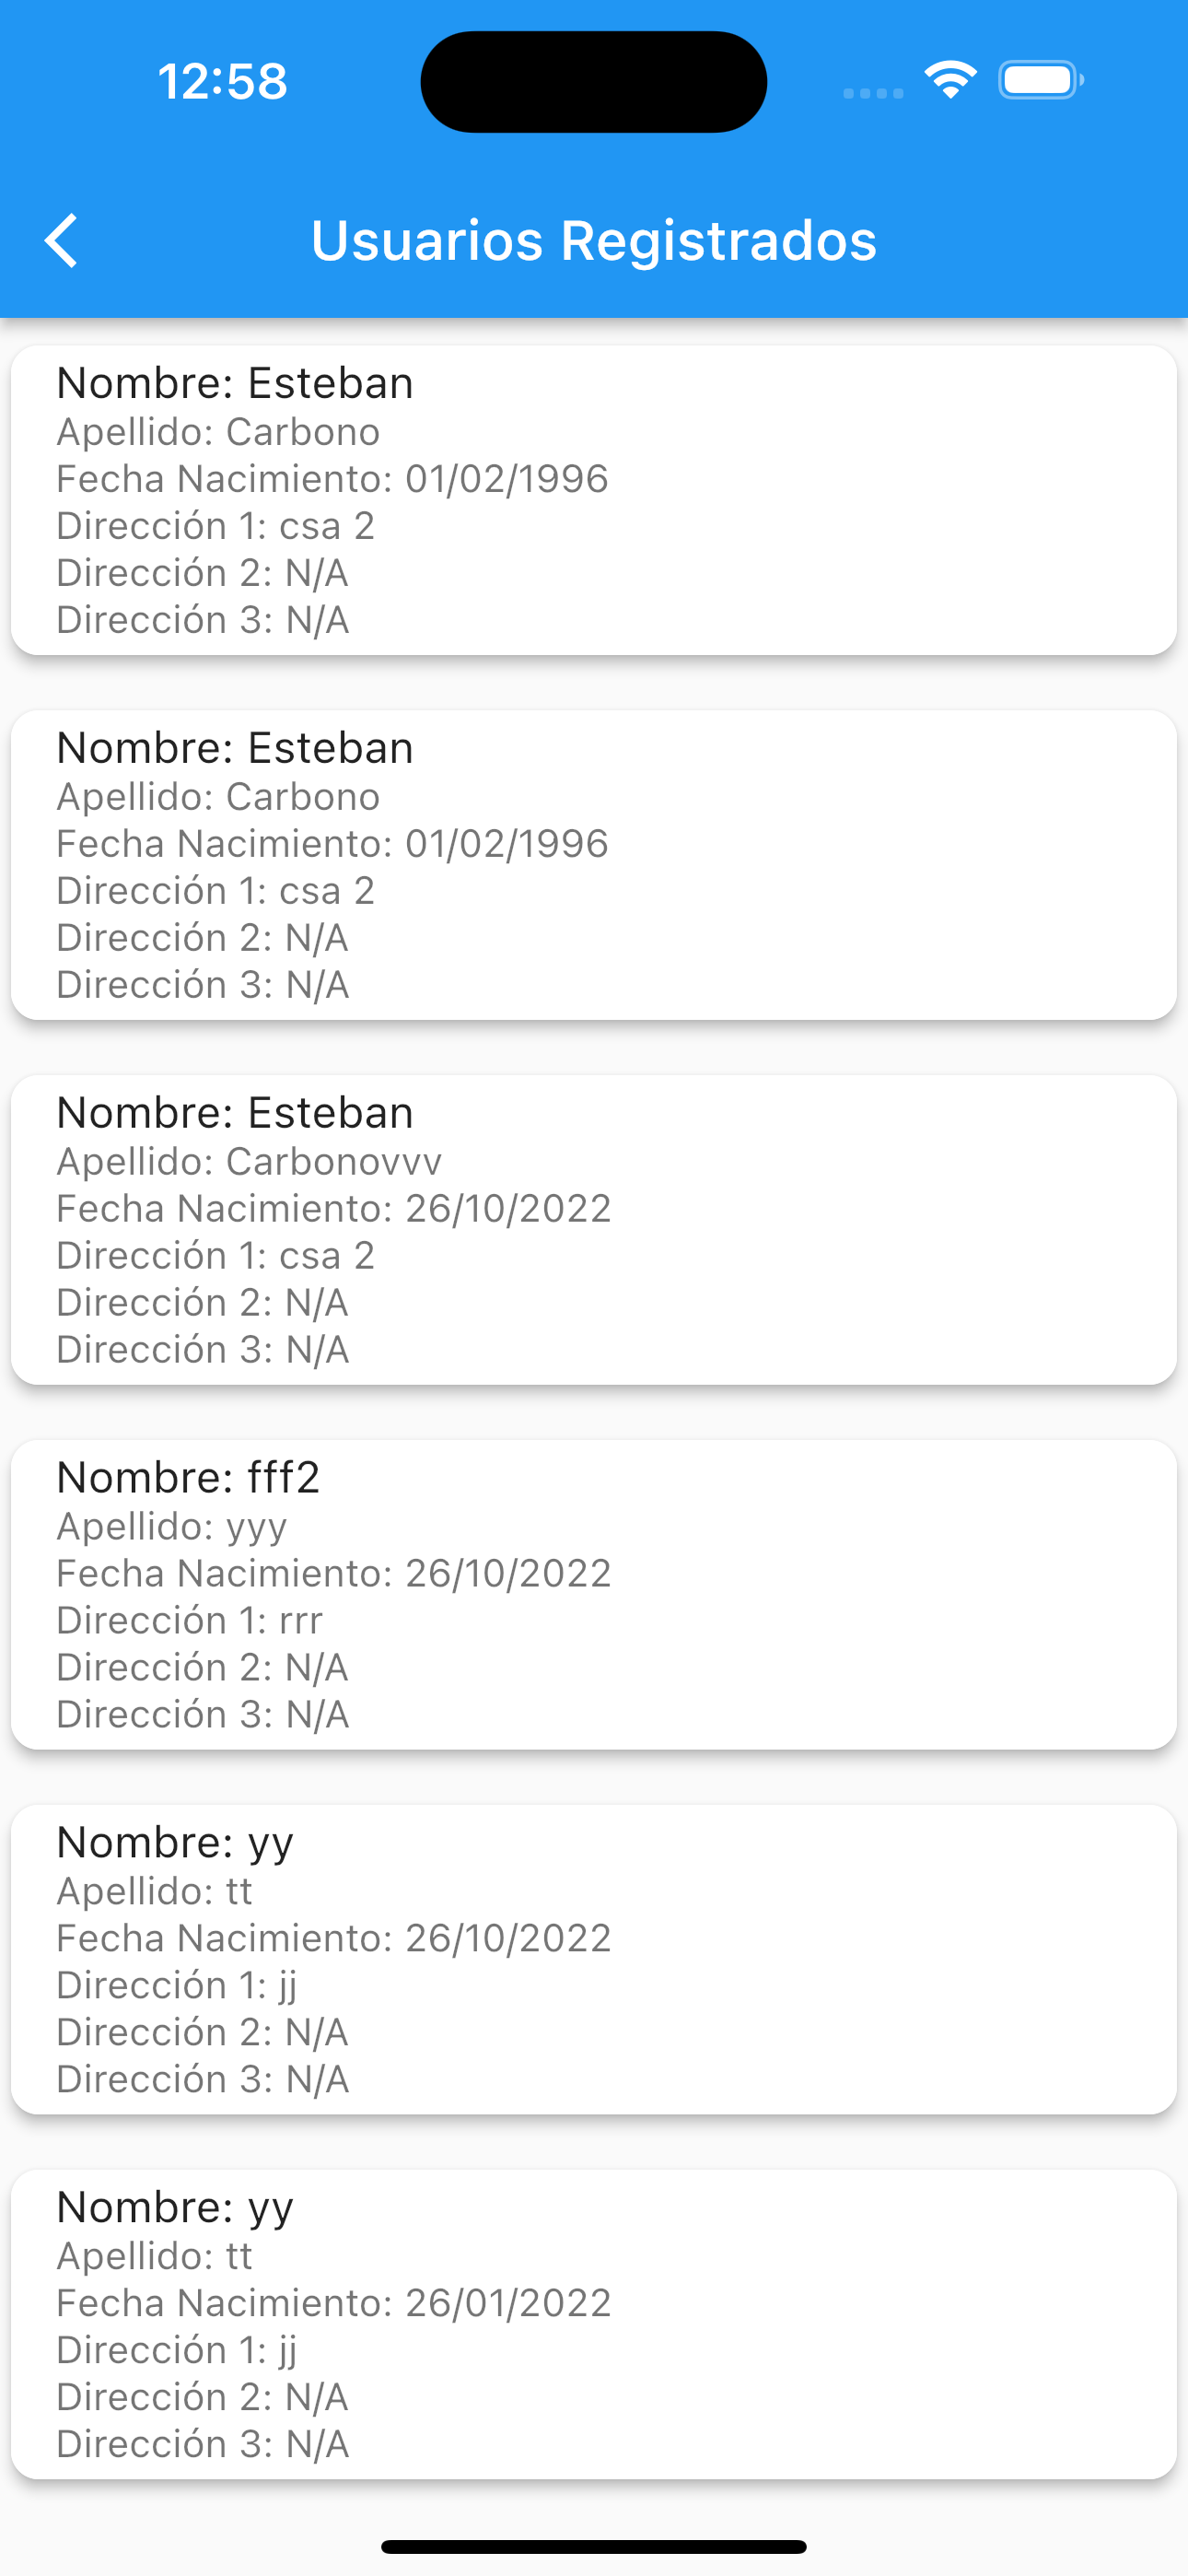 12:58
Usuarios Registrados
Nombre: Esteban
Apellido: Carbono
Fecha Nacimiento: 01/02/1996
Dirección 1: csa 2
Dirección 2: N/A
Dirección 3: N/A
Nombre: Esteban
Apellido: Carbono
Fecha Nacimiento: 01/02/1996
Dirección 1: csa 2
Dirección 2: N/A
Dirección 3: N/A
Nombre: Esteban
Apellido: Carbonovvv
Fecha Nacimiento: 26/10/2022
Dirección 1: csa 2
Dirección 2: N/A
Dirección 3: N/A
Nombre: fff2
Apellido: yyy
Fecha Nacimiento: 26/10/2022
Dirección 1: rrr
Dirección 2: N/A
Dirección 3: N/A
Nombre: yy
Apellido: tt
Fecha Nacimiento: 26/10/2022
Dirección 1: jj
Dirección 2: N/A
Dirección 3: N/A
Nombre: yy
Apellido: tt
Fecha Nacimiento: 26/01/2022
Dirección 1: jj
Dirección 2: N/A
Dirección 3: N/A